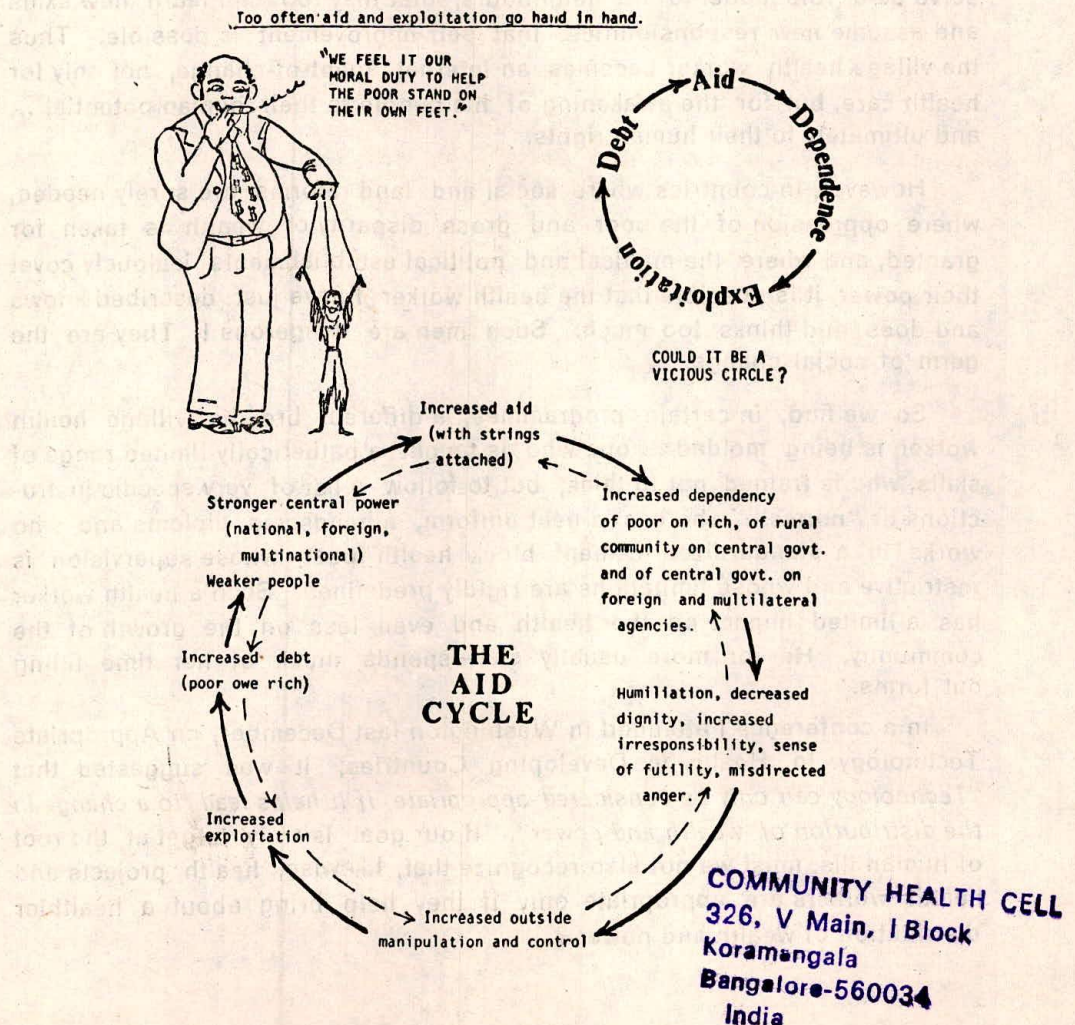 Too often aid and exploitation go hand in hand.
"WE FEEL IT OUR
MORAL DUTY TO HELP
THE POOR STAND ON
THEIR OWN FEET."
Aid
Dependence
Exploitation
Debt
COULD IT BE A
VICIOUS CIRCLE?
Increased aid
(with strings
attached)
Increased dependency
of poor on rich, of rural
community on central govt.
and of central govt. on
foreign and multilateral
agencies.
Humiliation, decreased
dignity, increased
irresponsibility, sense
of futility, misdirected
anger.
Increased outside
manipulation and control
Increased
exploitation
Increased debt
(poor owe rich)
Stronger central power
(national, foreign,
multinational)
Weaker people
THE
AID
CYCLE
COMMUNITY HEALTH CELL
326, V Main, I Block
Koramangala
Bangalore-560034
India